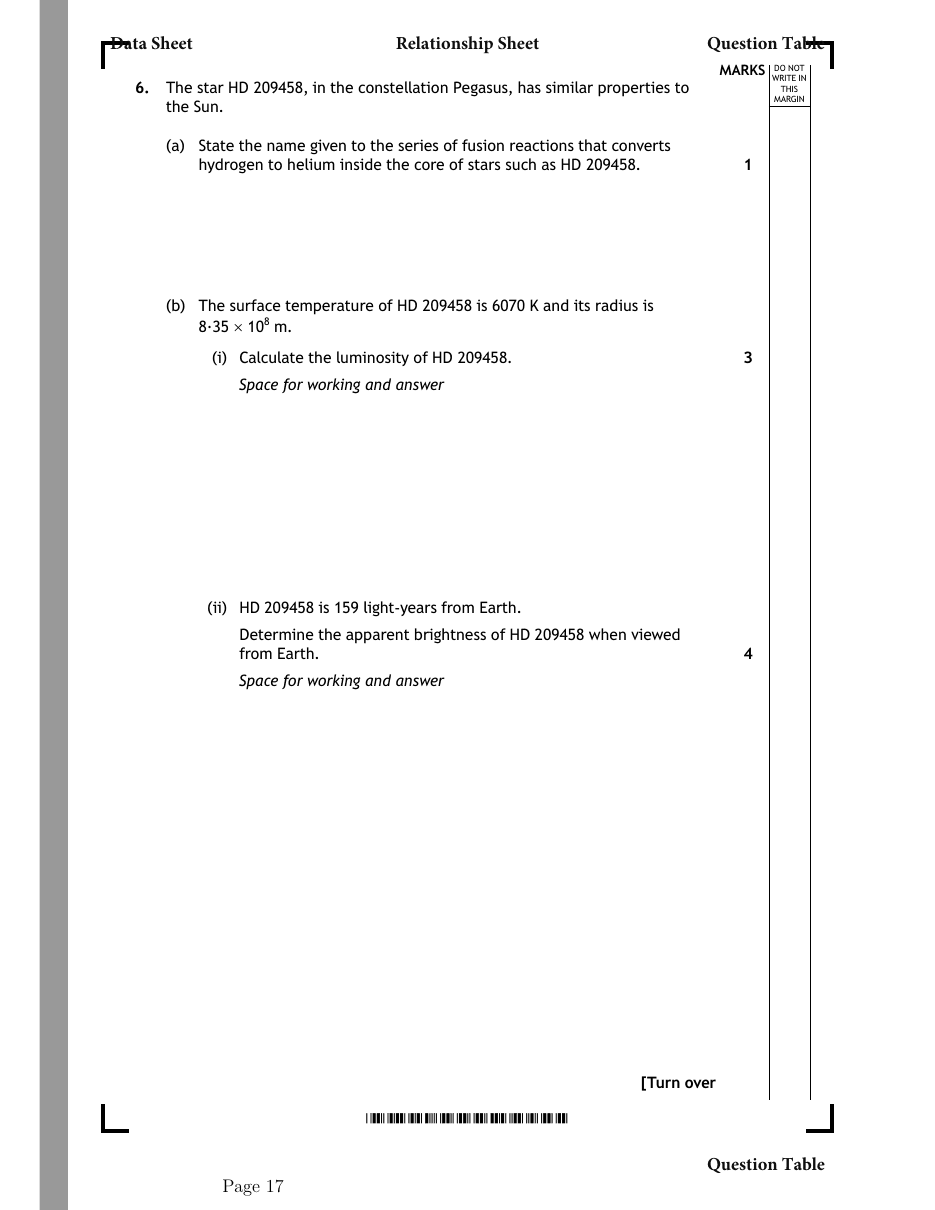 Data Sheet Relationship Sheet Question Table
MARKS
DO NOT
WRITE IN
THIS
MARGIN
6. The star HD 209458, in the constellation Pegasus, has similar properties to
the Sun.
(a) State the name given to the series of fusion reactions that converts
hydrogen to helium inside the core of stars such as HD 209458. 1
(b) The surface temperature of HD 209458 is 6070 K and its radius is
8·35 × 10⁸ m.
(i) Calculate the luminosity of HD 209458. 3
Space for working and answer
(ii) HD 209458 is 159 light-years from Earth.
Determine the apparent brightness of HD 209458 when viewed
from Earth. 4
Space for working and answer
[Turn over
Question Table
Page 17